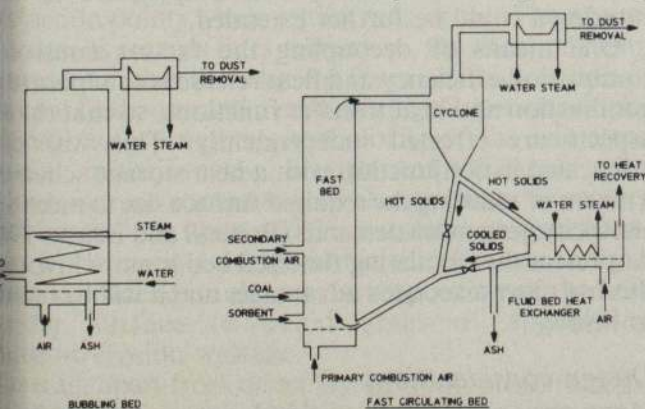 TO DUST
REMOVAL
WATER STEAM
STEAM
WATER
AIR
ASH
BUBBLING BED
TO DUST
REMOVAL
WATER STEAM
CYCLONE
FAST
BED
HOT SOLIDS
HOT SOLIDS
TO HEAT
RECOVERY
WATER STEAM
SECONDARY
COMBUSTION AIR
COOLED
SOLIDS
COAL
SORBENT
FLUID BED HEAT
EXCHANGER
AIR
ASH
PRIMARY COMBUSTION AIR
FAST CIRCULATING BED